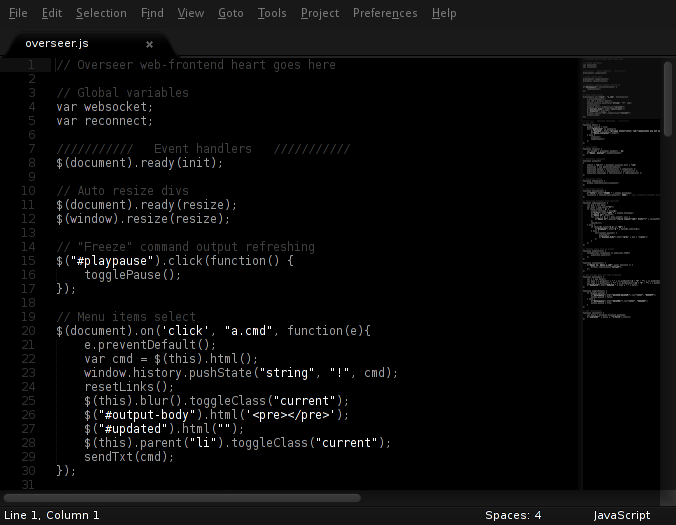 File Edit Selection Find View Goto Tools Project Preferences Help
overseer.js ×
1 // Overseer web-frontend heart goes here
2
3 // Global variables
4 var websocket;
5 var reconnect;
6
7 ///////////   Event handlers   ///////////
8 $(document).ready(init);
9
10 // Auto resize divs
11 $(document).ready(resize);
12 $(window).resize(resize);
13
14 // "Freeze" command output refreshing
15 $("#playpause").click(function() {
16     togglePause();
17 });
18
19 // Menu items select
20 $(document).on('click', "a.cmd", function(e){
21     e.preventDefault();
22     var cmd = $(this).html();
23     window.history.pushState("string", "!", cmd);
24     resetLinks();
25     $(this).blur().toggleClass("current");
26     $("#output-body").html('<pre></pre>');
27     $("#updated").html("");
28     $(this).parent("li").toggleClass("current");
29     sendTxt(cmd);
30 });
31
Line 1, Column 1 Spaces: 4 JavaScript